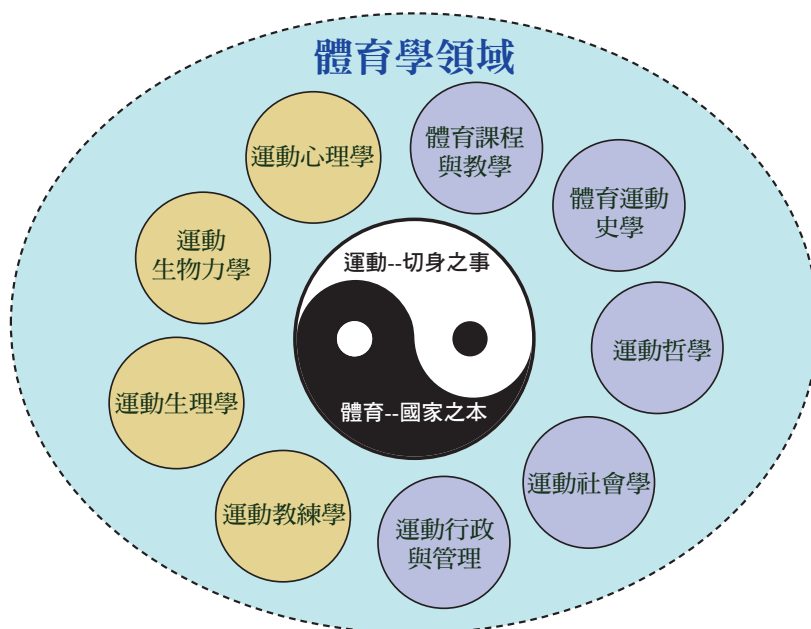 體育學領域
運動心理學
體育課程
與教學
體育運動
史學
運動
生物力學
運動--切身之事
運動哲學
運動生理學
體育--國家之本
運動社會學
運動教練學
運動行政
與管理